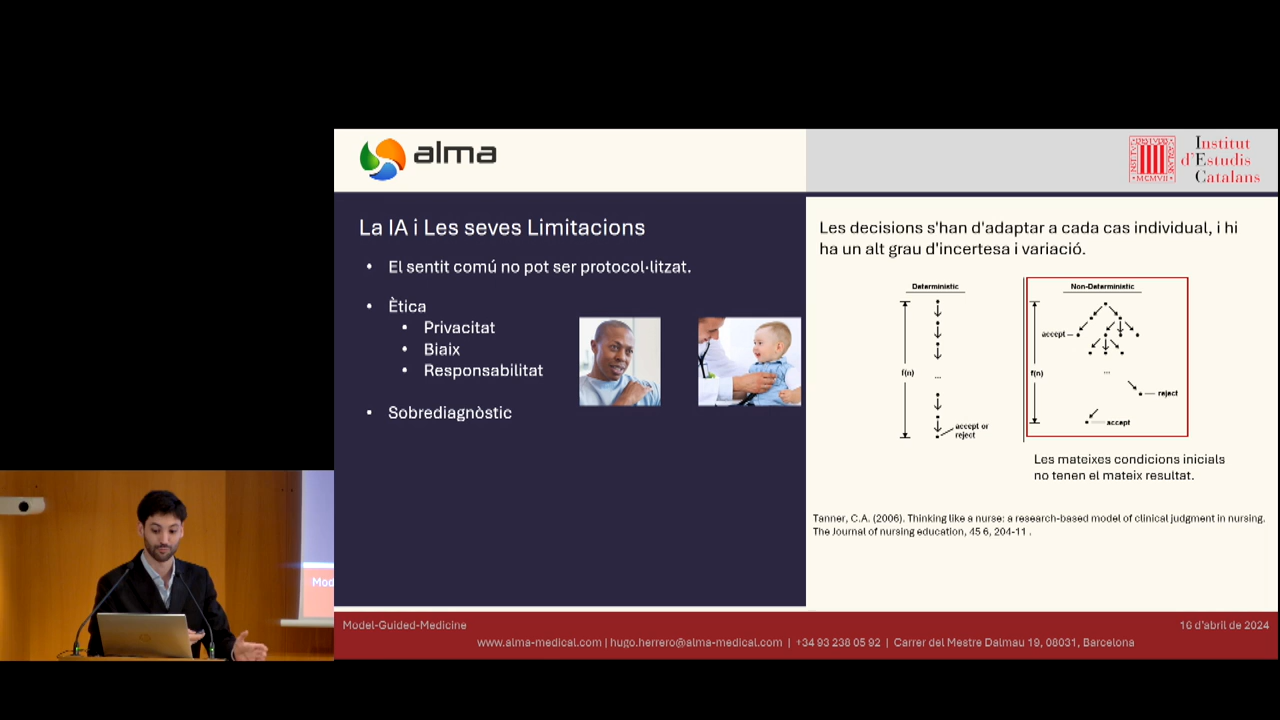 alma
Institut
d'Estudis
Catalans
MCMVII
La IA i Les seves Limitacions
• El sentit comú no pot ser protocol·litzat.
• Ètica
• Privacitat
• Biaix
• Responsabilitat
• Sobrediagnòstic
Les decisions s'han d'adaptar a cada cas individual, i hi
ha un alt grau d'incertesa i variació.
Deterministic
f(n)
...
accept or
reject
Non-Deterministic
accept
f(n)
...
reject
accept
Les mateixes condicions inicials
no tenen el mateix resultat.
Tanner, C.A. (2006). Thinking like a nurse: a research-based model of clinical judgment in nursing.
The Journal of nursing education, 45 6, 204-11 .
Mod
Model-Guided-Medicine
16 d'abril de 2024
www.alma-medical.com | hugo.herrero@alma-medical.com | +34 93 238 05 92 | Carrer del Mestre Dalmau 19, 08031, Barcelona